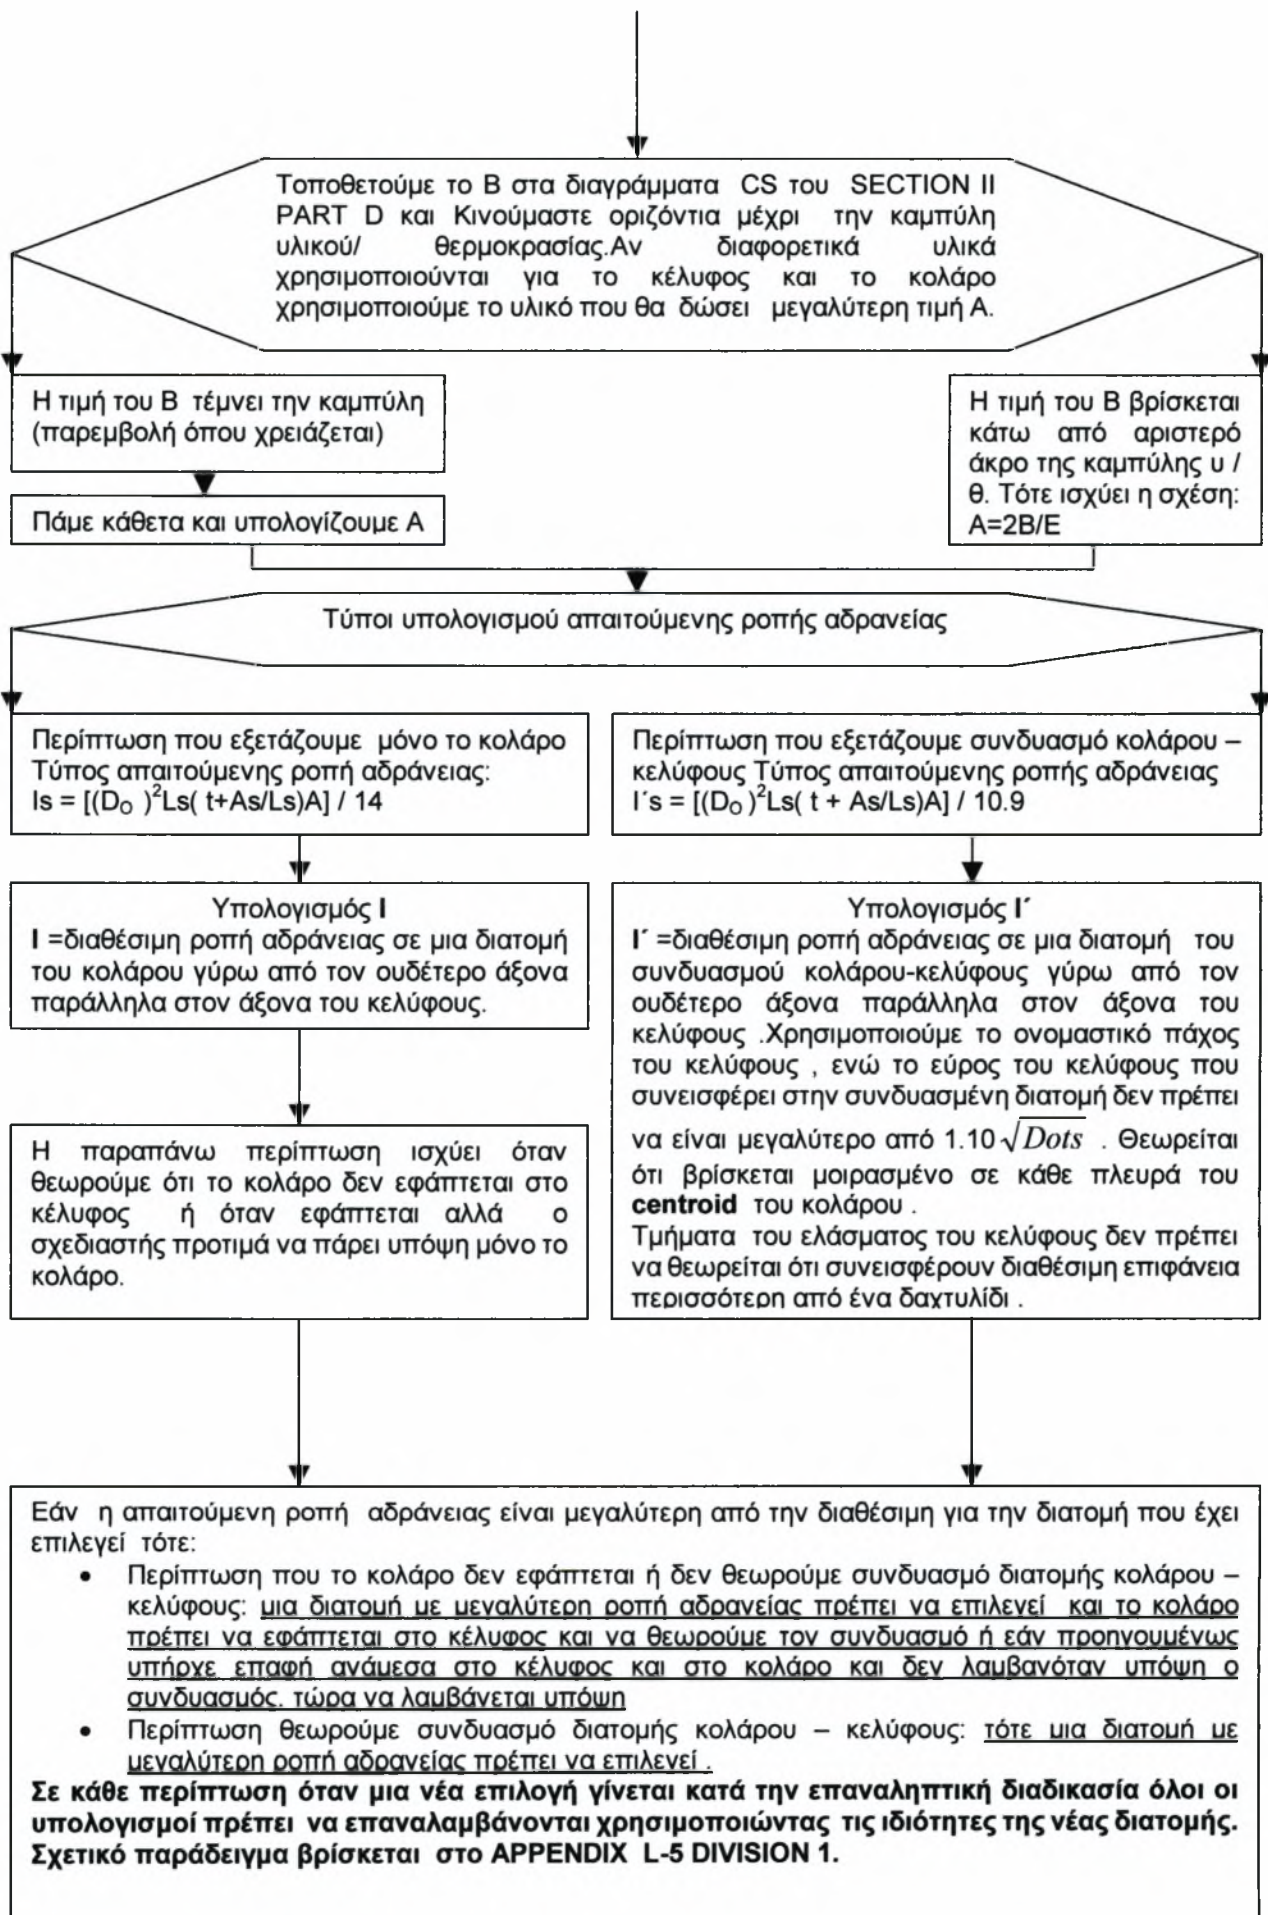 Τοποθετούμε το Β στα διαγράμματα CS του SECTION II
PART D και Κινούμαστε οριζόντια μέχρι την καμπύλη
υλικού/ θερμοκρασίας.Αν διαφορετικά υλικά
χρησιμοποιούνται για το κέλυφος και το κολάρο
χρησιμοποιούμε το υλικό που θα δώσει μεγαλύτερη τιμή Α.
Η τιμή του Β τέμνει την καμπύλη
(παρεμβολή όπου χρειάζεται)
Πάμε κάθετα και υπολογίζουμε Α
Η τιμή του Β βρίσκεται
κάτω από αριστερό
άκρο της καμπύλης υ /
θ. Τότε ισχύει η σχέση:
A=2B/E
Τύποι υπολογισμού απαιτούμενης ροπής αδρανείας
Περίπτωση που εξετάζουμε μόνο το κολάρο
Τύπος απαιτούμενης ροπή αδράνειας:
Is = [(D₀ )²Ls( t+As/Ls)A] / 14
Περίπτωση που εξετάζουμε συνδυασμό κολάρου –
κελύφους Τύπος απαιτούμενης ροπής αδράνειας
I´s = [(D₀ )²Ls( t + As/Ls)A] / 10.9
Υπολογισμός I
I =διαθέσιμη ροπή αδράνειας σε μια διατομή
του κολάρου γύρω από τον ουδέτερο άξονα
παράλληλα στον άξονα του κελύφους.
Η παραπάνω περίπτωση ισχύει όταν
θεωρούμε ότι το κολάρο δεν εφάπτεται στο
κέλυφος ή όταν εφάπτεται αλλά ο
σχεδιαστής προτιμά να πάρει υπόψη μόνο το
κολάρο.
Υπολογισμός I´
I´ =διαθέσιμη ροπή αδράνειας σε μια διατομή του
συνδυασμού κολάρου-κελύφους γύρω από τον
ουδέτερο άξονα παράλληλα στον άξονα του
κελύφους .Χρησιμοποιούμε το ονομαστικό πάχος
του κελύφους , ενώ το εύρος του κελύφους που
συνεισφέρει στην συνδυασμένη διατομή δεν πρέπει
να είναι μεγαλύτερο από 1.10√Dots . Θεωρείται
ότι βρίσκεται μοιρασμένο σε κάθε πλευρά του
centroid του κολάρου .
Τμήματα του ελάσματος του κελύφους δεν πρέπει
να θεωρείται ότι συνεισφέρουν διαθέσιμη επιφάνεια
περισσότερη από ένα δαχτυλίδι .
Εάν η απαιτούμενη ροπή αδράνειας είναι μεγαλύτερη από την διαθέσιμη για την διατομή που έχει
επιλεγεί τότε:
• Περίπτωση που το κολάρο δεν εφάπτεται ή δεν θεωρούμε συνδυασμό διατομής κολάρου –
κελύφους: μια διατομή με μεγαλύτερη ροπή αδρανείας πρέπει να επιλεγεί και το κολάρο
πρέπει να εφάπτεται στο κέλυφος και να θεωρούμε τον συνδυασμό ή εάν προηγουμένως
υπήρχε επαφή ανάμεσα στο κέλυφος και στο κολάρο και δεν λαμβανόταν υπόψη ο
συνδυασμός. τώρα να λαμβάνεται υπόψη
• Περίπτωση θεωρούμε συνδυασμό διατομής κολάρου – κελύφους: τότε μια διατομή με
μεγαλύτερη ροπή αδρανείας πρέπει να επιλεγεί .
Σε κάθε περίπτωση όταν μια νέα επιλογή γίνεται κατά την επαναληπτική διαδικασία όλοι οι
υπολογισμοί πρέπει να επαναλαμβάνονται χρησιμοποιώντας τις ιδιότητες της νέας διατομής.
Σχετικό παράδειγμα βρίσκεται στο APPENDIX L-5 DIVISION 1.